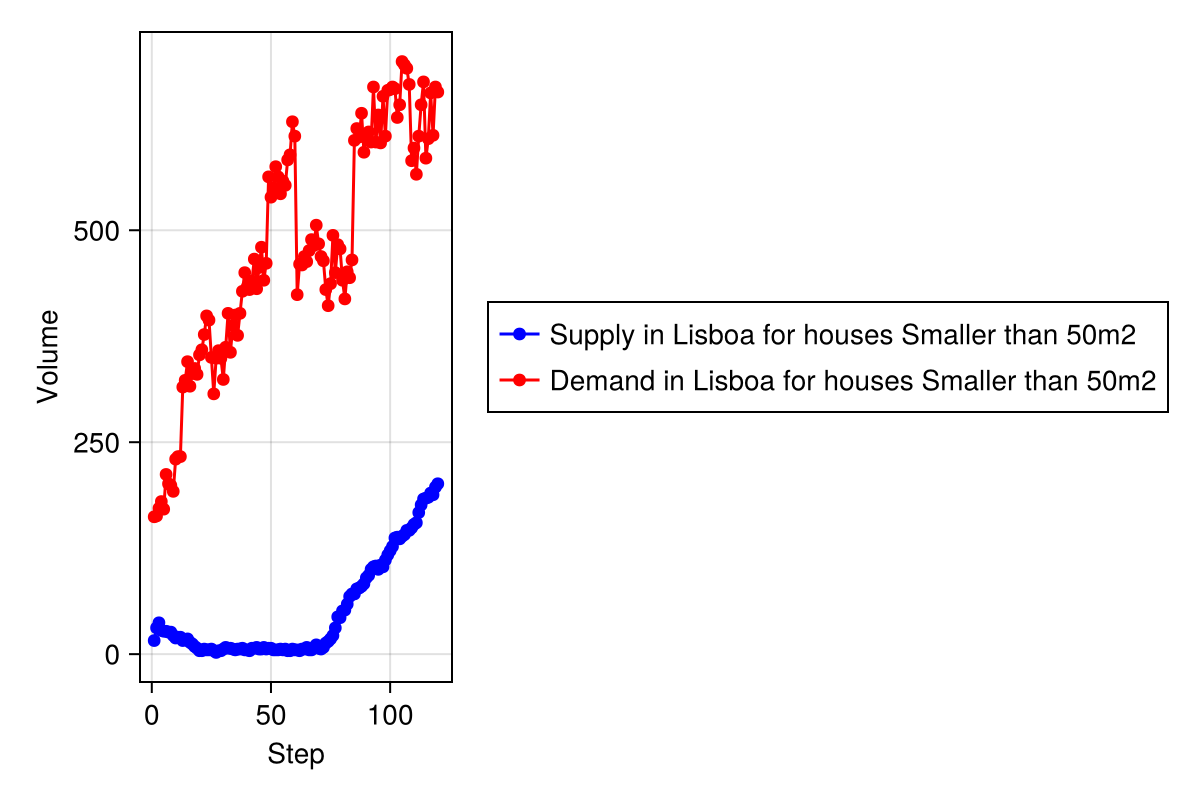 Volume
500
250
0
0 50 100
Step
Supply in Lisboa for houses Smaller than 50m2
Demand in Lisboa for houses Smaller than 50m2